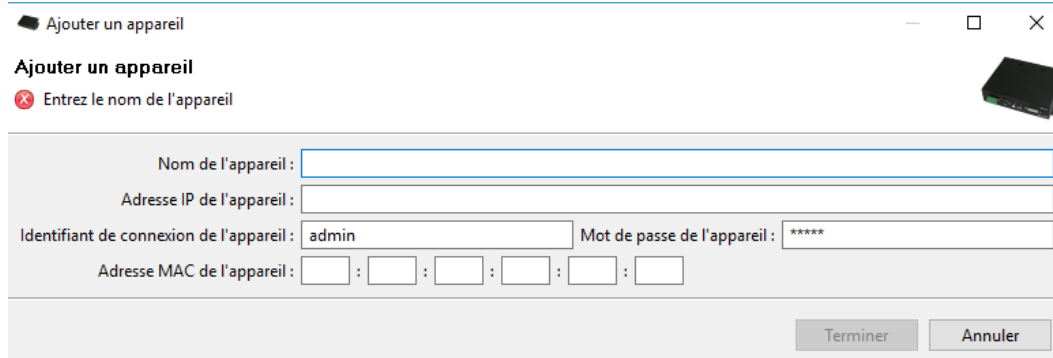 Ajouter un appareil
Ajouter un appareil
Entrez le nom de l'appareil
Nom de l'appareil :
Adresse IP de l'appareil :
Identifiant de connexion de l'appareil : admin Mot de passe de l'appareil : *****
Adresse MAC de l'appareil : : : : : :
Terminer Annuler